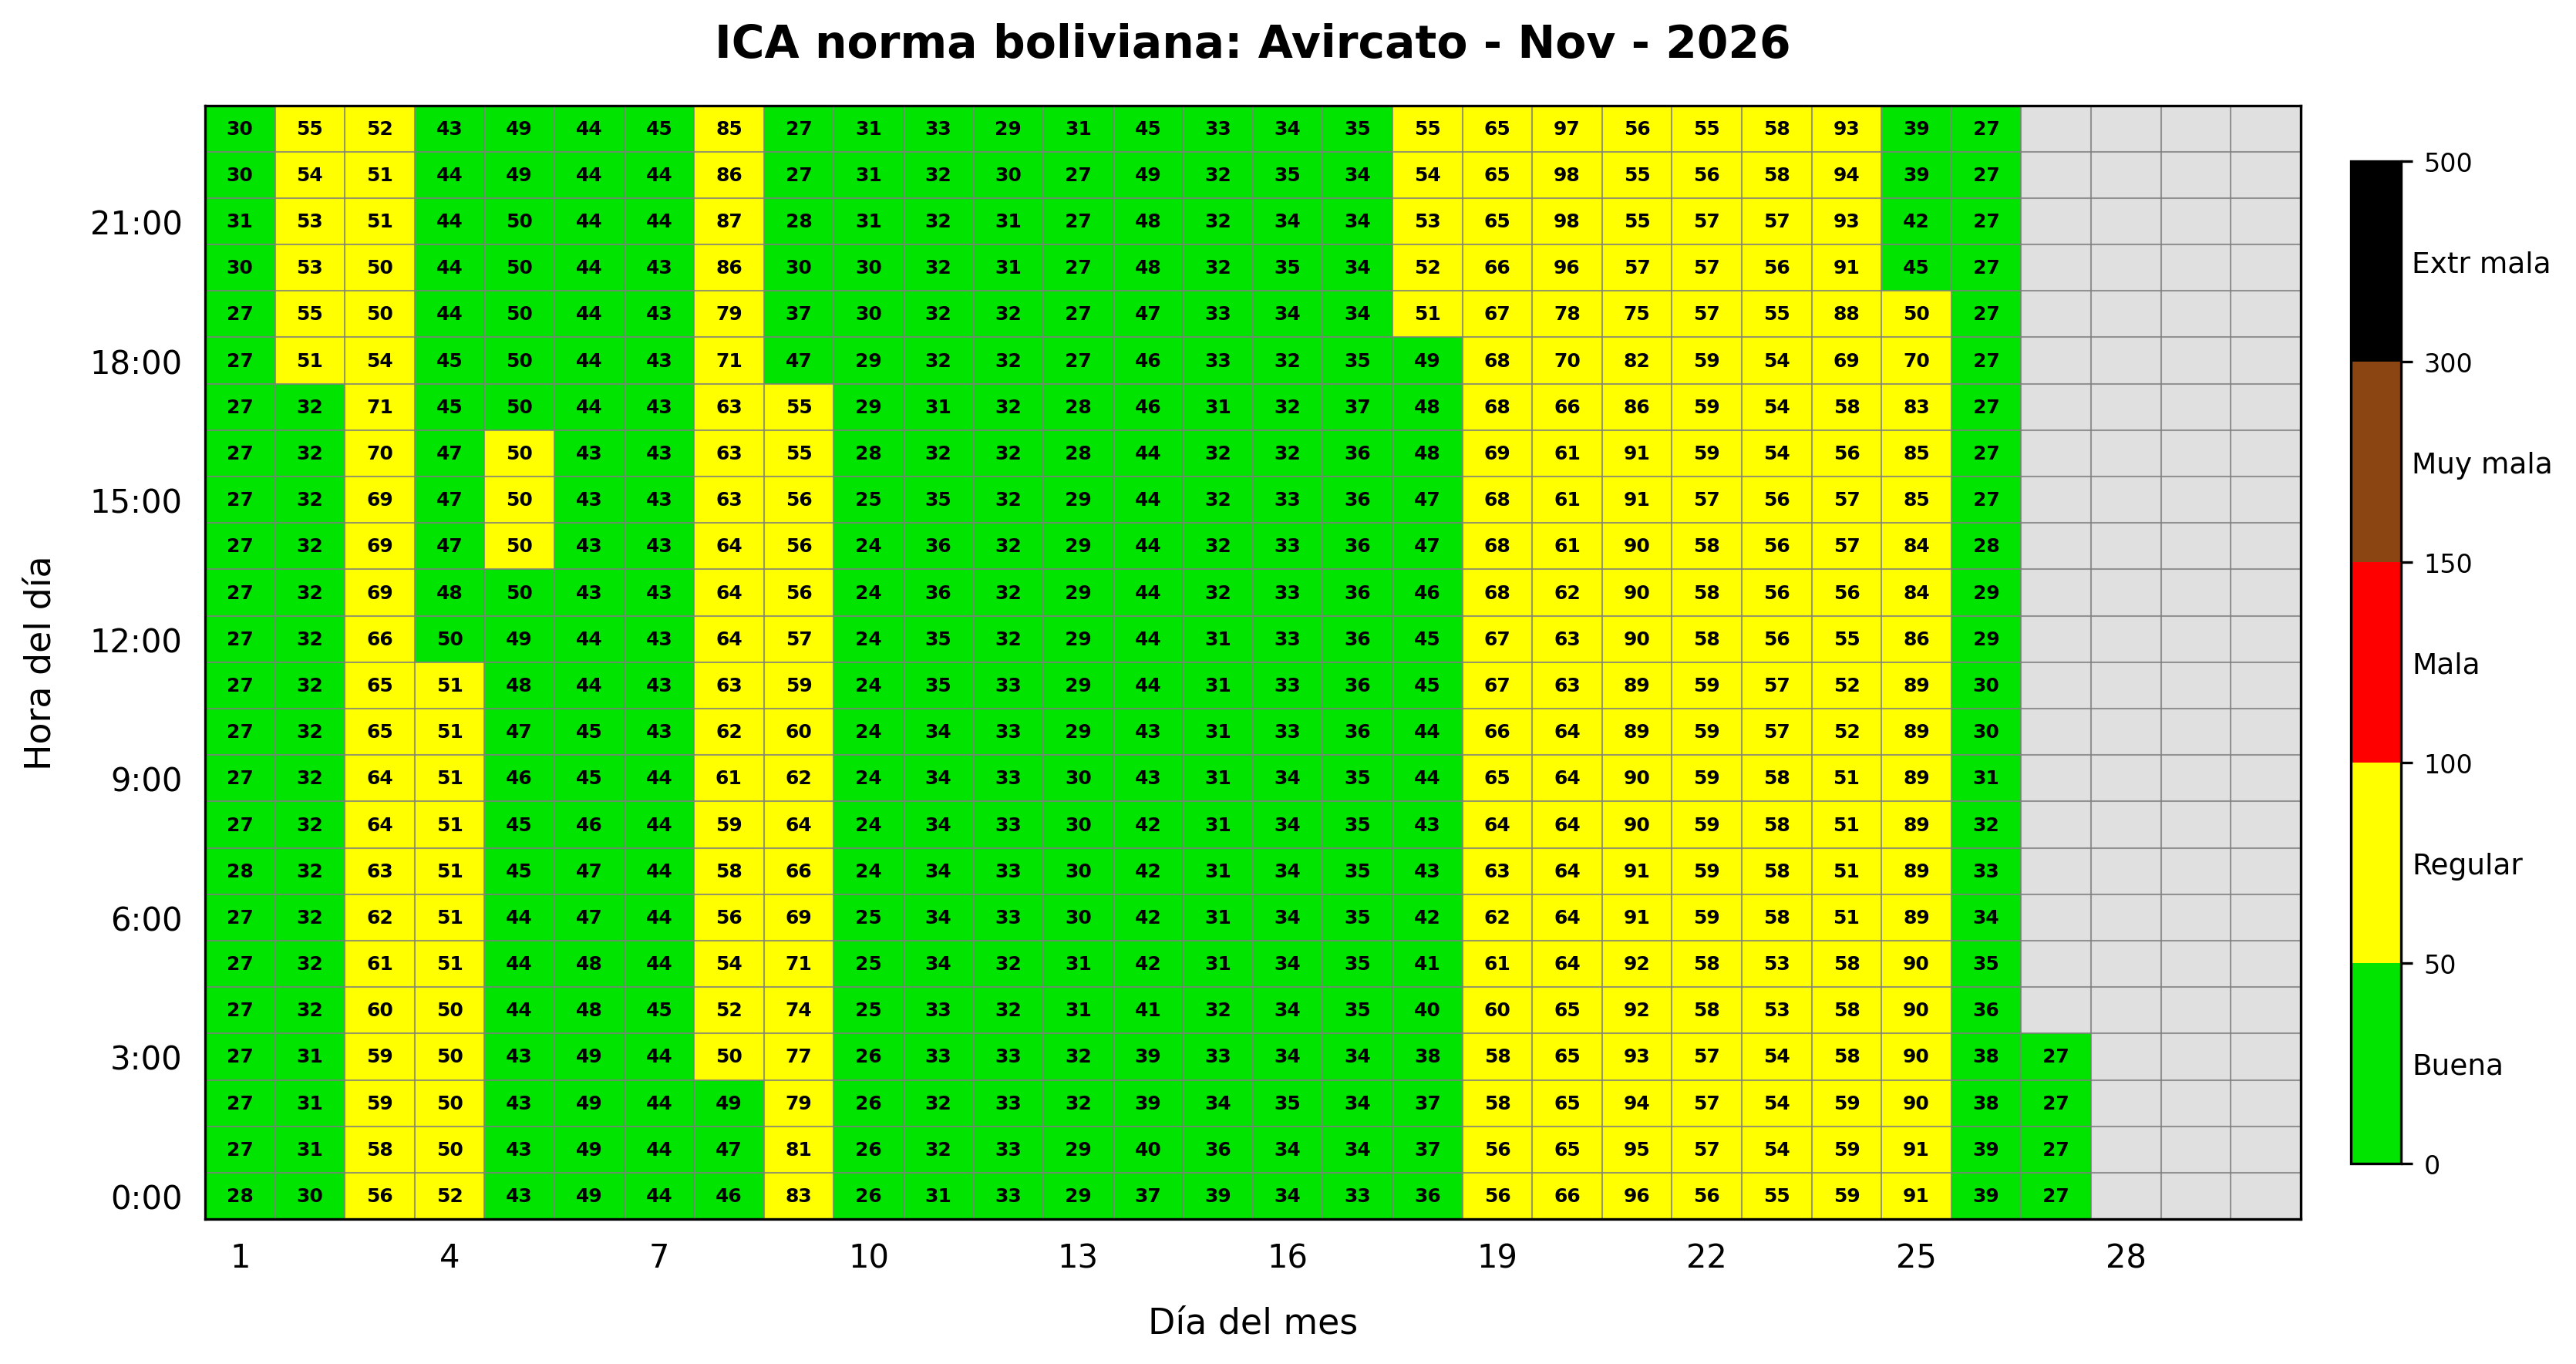 ICA norma boliviana: Avircato - Nov - 2026
30 55 52 43 49 44 45 85 27 31 33 29 31 45 33 34 35 55 65 97 56 55 58 93 39 27
30 54 51 44 49 44 44 86 27 31 32 30 27 49 32 35 34 54 65 98 55 56 58 94 39 27
21:00 31 53 51 44 50 44 44 87 28 31 32 31 27 48 32 34 34 53 65 98 55 57 57 93 42 27
30 53 50 44 50 44 43 86 30 30 32 31 27 48 32 35 34 52 66 96 57 57 56 91 45 27
27 55 50 44 50 44 43 79 37 30 32 32 27 47 33 34 34 51 67 78 75 57 55 88 50 27
18:00 27 51 54 45 50 44 43 71 47 29 32 32 27 46 33 32 35 49 68 70 82 59 54 69 70 27
27 32 71 45 50 44 43 63 55 29 31 32 28 46 31 32 37 48 68 66 86 59 54 58 83 27
27 32 70 47 50 43 43 63 55 28 32 32 28 44 32 32 36 48 69 61 91 59 54 56 85 27
15:00 27 32 69 47 50 43 43 63 56 25 35 32 29 44 32 33 36 47 68 61 91 57 56 57 85 27
27 32 69 47 50 43 43 64 56 24 36 32 29 44 32 33 36 47 68 61 90 58 56 57 84 28
27 32 69 48 50 43 43 64 56 24 36 32 29 44 32 33 36 46 68 62 90 58 56 56 84 29
12:00 27 32 66 50 49 44 43 64 57 24 35 32 29 44 31 33 36 45 67 63 90 58 56 55 86 29
27 32 65 51 48 44 43 63 59 24 35 33 29 44 31 33 36 45 67 63 89 59 57 52 89 30
27 32 65 51 47 45 43 62 60 24 34 33 29 43 31 33 36 44 66 64 89 59 57 52 89 30
9:00 27 32 64 51 46 45 44 61 62 24 34 33 30 43 31 34 35 44 65 64 90 59 58 51 89 31
27 32 64 51 45 46 44 59 64 24 34 33 30 42 31 34 35 43 64 64 90 59 58 51 89 32
28 32 63 51 45 47 44 58 66 24 34 33 30 42 31 34 35 43 63 64 91 59 58 51 89 33
6:00 27 32 62 51 44 47 44 56 69 25 34 33 30 42 31 34 35 42 62 64 91 59 58 51 89 34
27 32 61 51 44 48 44 54 71 25 34 32 31 42 31 34 35 41 61 64 92 58 53 58 90 35
27 32 60 50 44 48 45 52 74 25 33 32 31 41 32 34 35 40 60 65 92 58 53 58 90 36
3:00 27 31 59 50 43 49 44 50 77 26 33 33 32 39 33 34 34 38 58 65 93 57 54 58 90 38 27
27 31 59 50 43 49 44 49 79 26 32 33 32 39 34 35 34 37 58 65 94 57 54 59 90 38 27
27 31 58 50 43 49 44 47 81 26 32 33 29 40 36 34 34 37 56 65 95 57 54 59 91 39 27
0:00 28 30 56 52 43 49 44 46 83 26 31 33 29 37 39 34 33 36 56 66 96 56 55 59 91 39 27
1 4 7 10 13 16 19 22 25 28
Día del mes
Hora del día
500
Extr mala
300
Muy mala
150
Mala
100
Regular
50
Buena
0